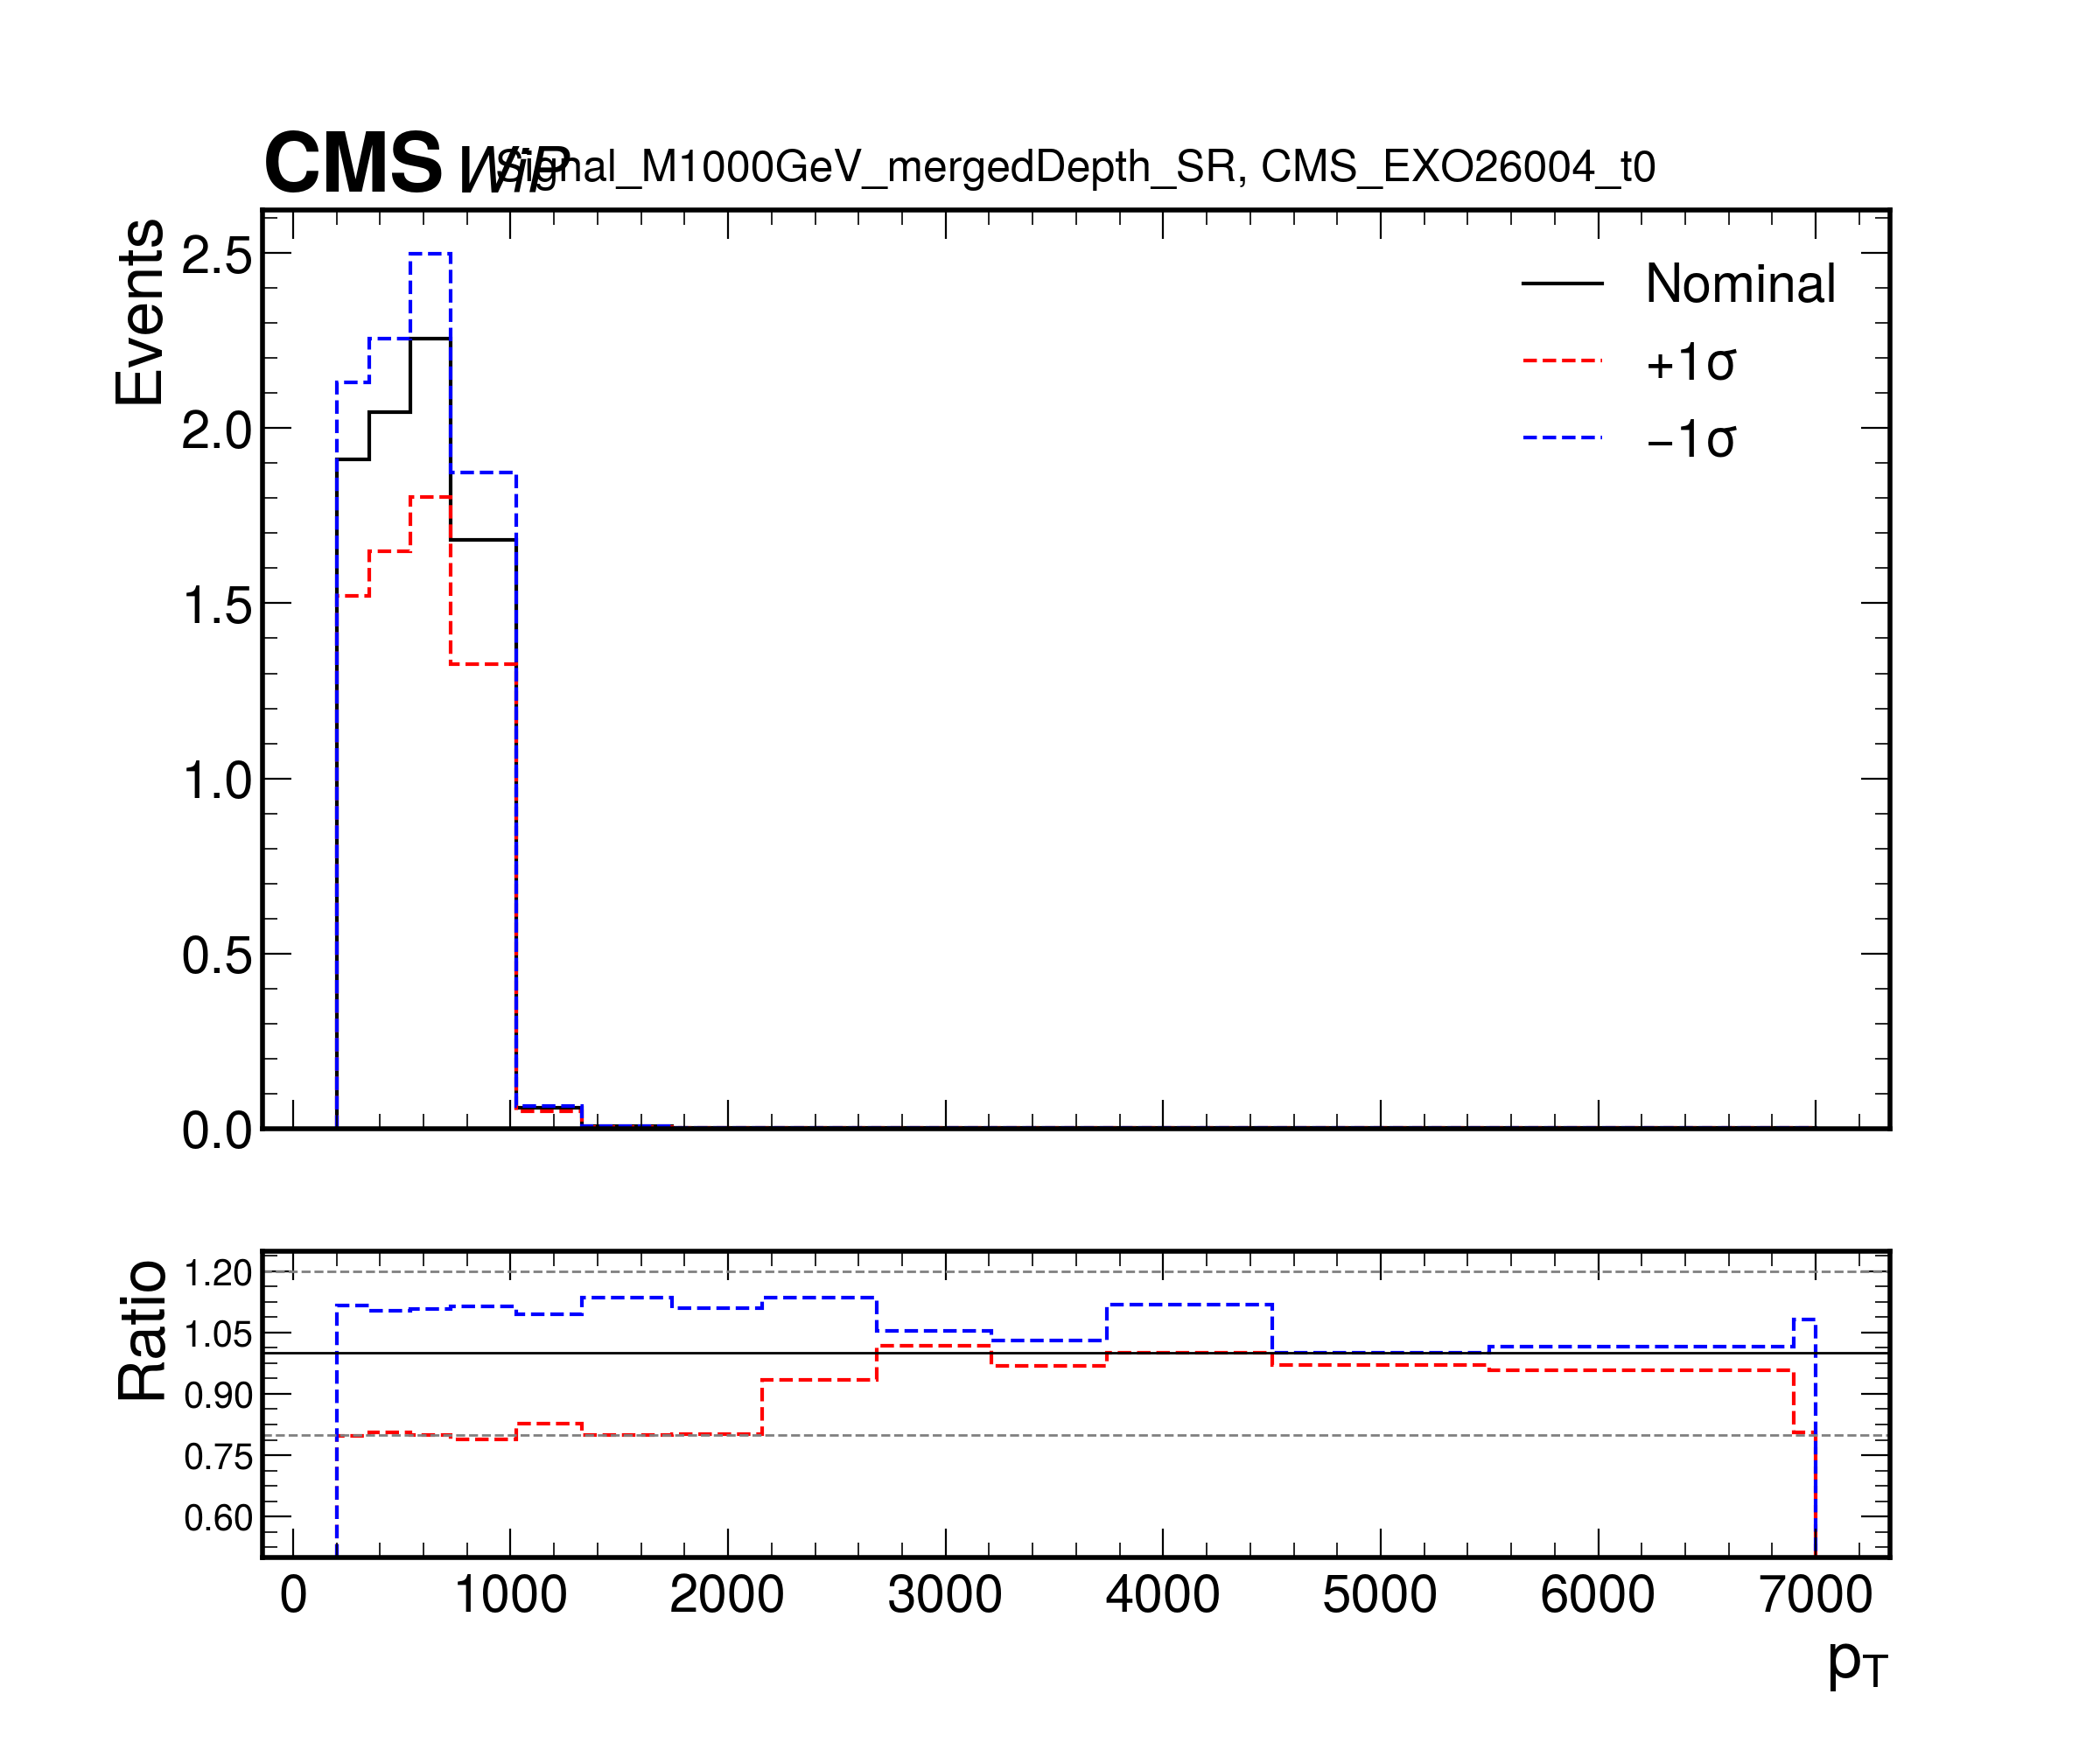 CMS WiP Signal_M1000GeV_mergedDepth_SR, CMS_EXO26004_t0
Events
2.5
2.0
1.5
1.0
0.5
0.0
Nominal
+1σ
−1σ
Ratio
1.20
1.05
0.90
0.75
0.60
0 1000 2000 3000 4000 5000 6000 7000
pT